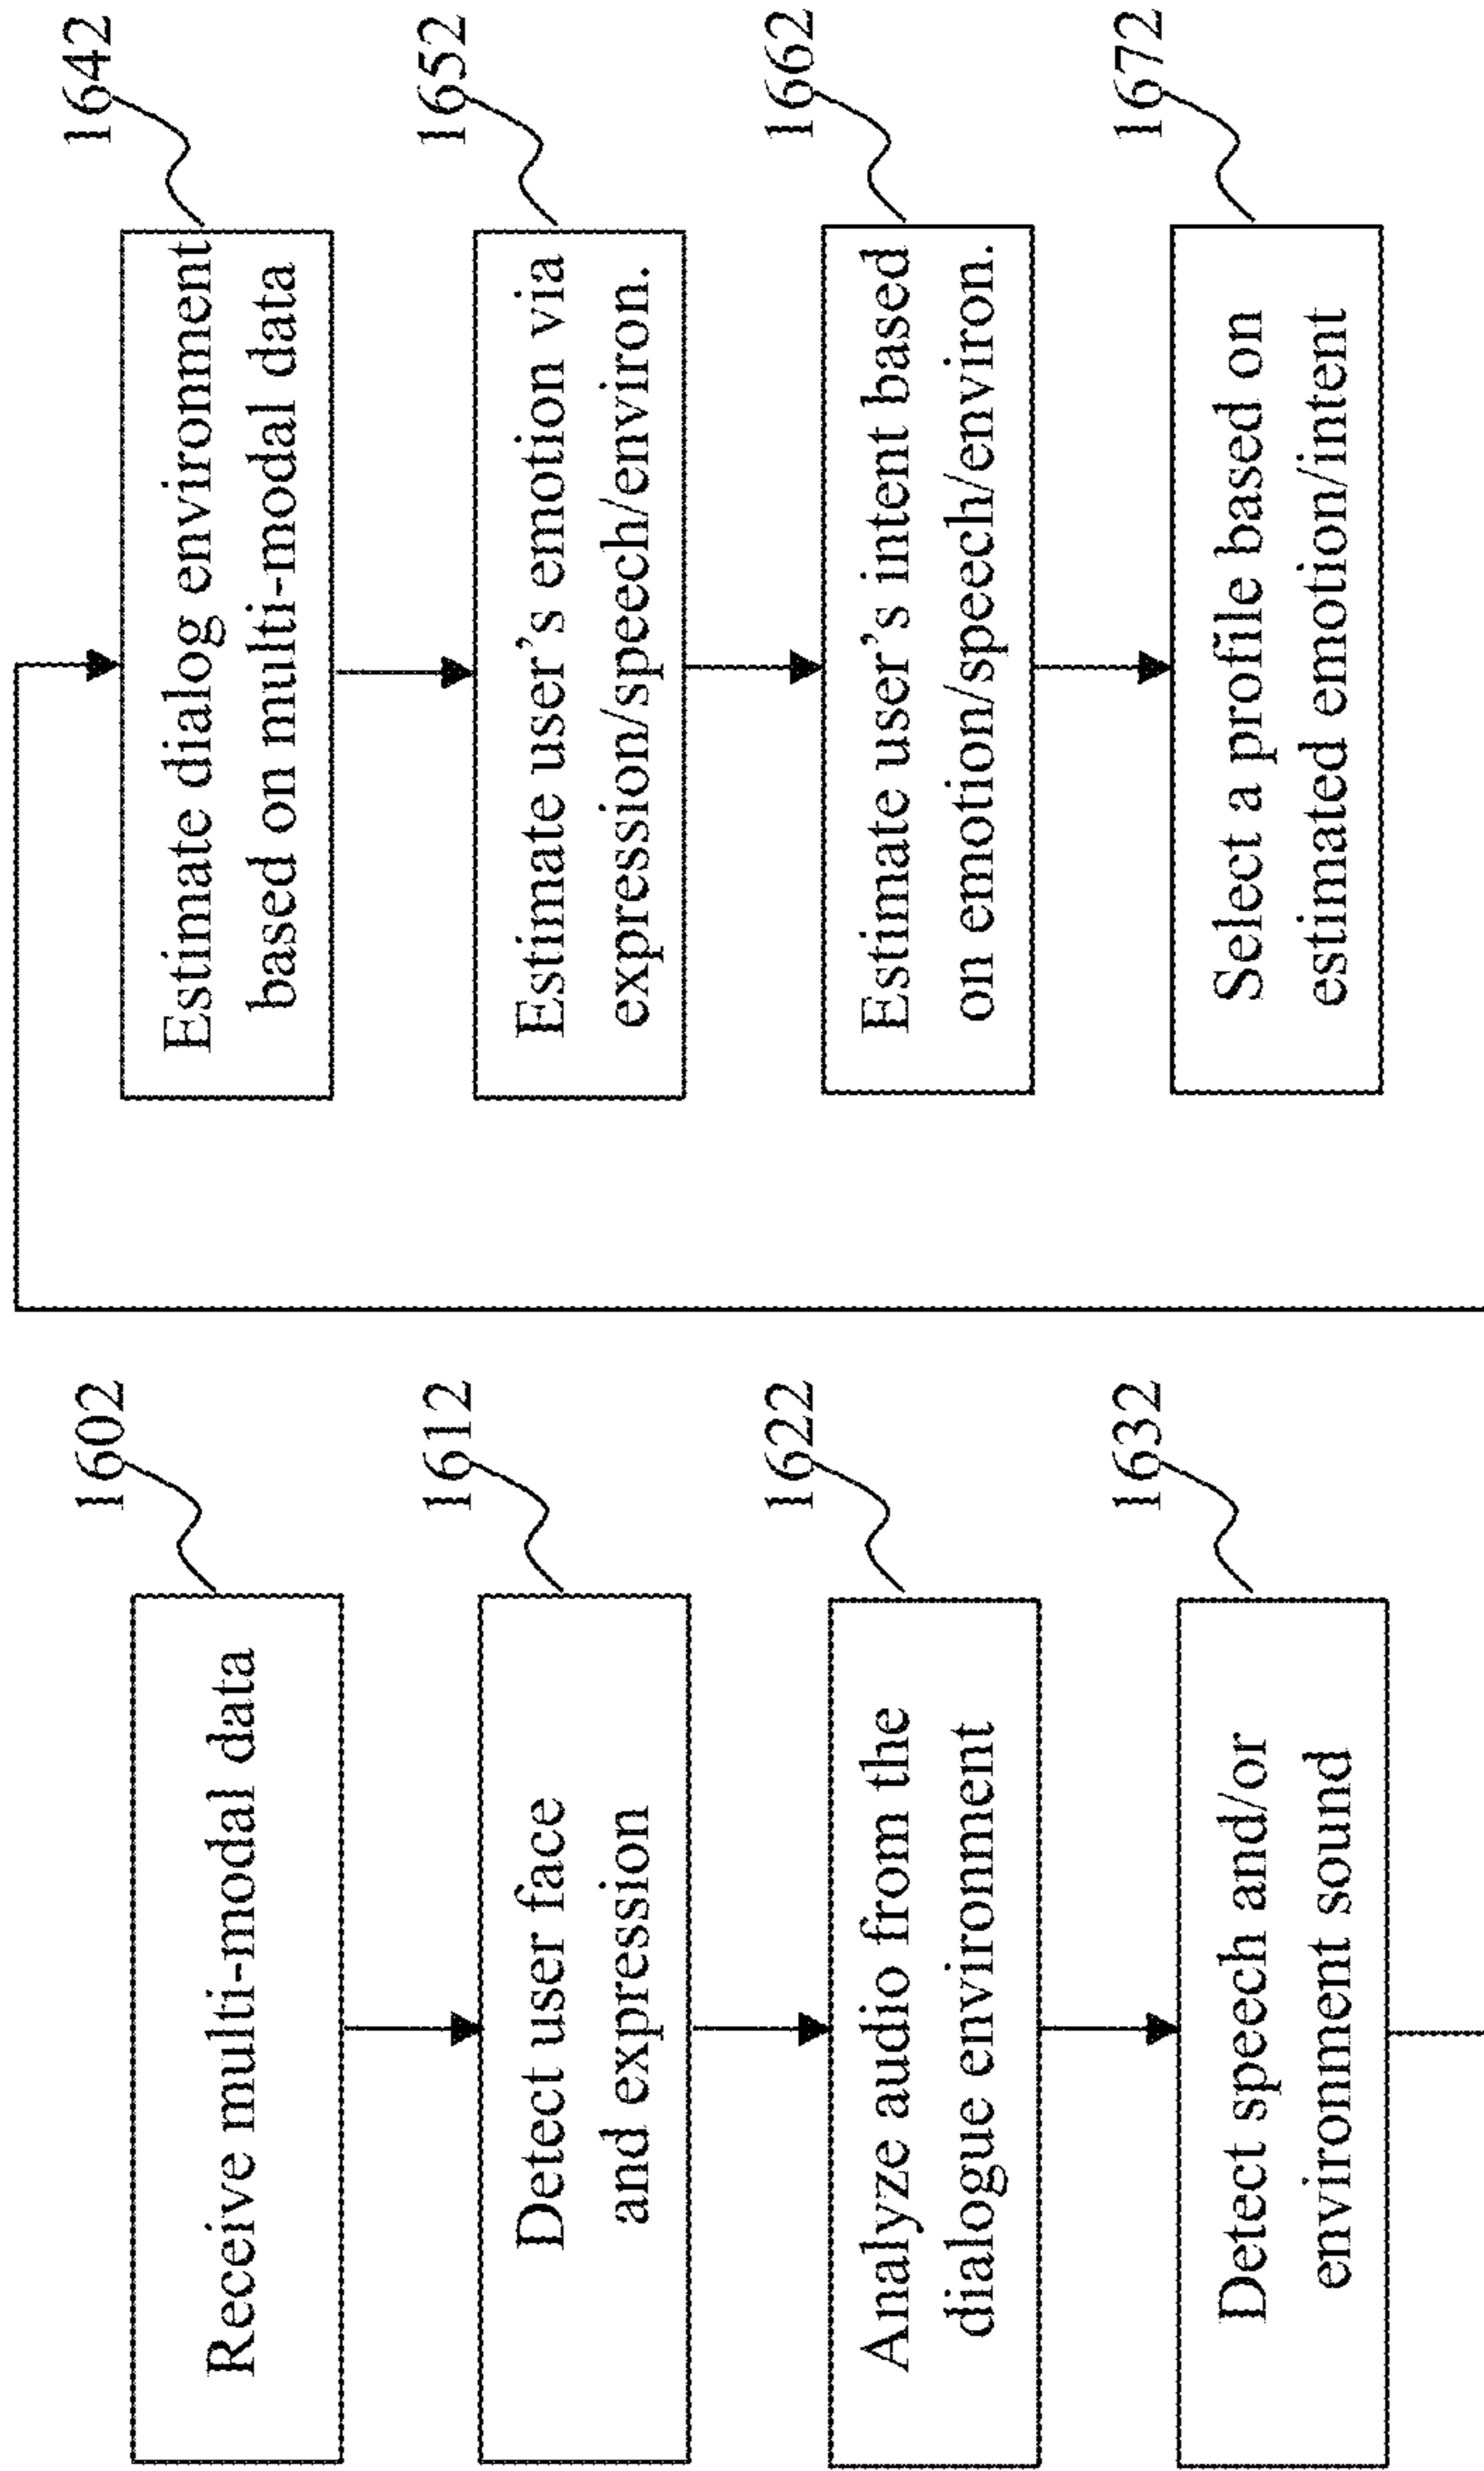 1602
Receive multi-modal data
1612
Detect user face
and expression
1622
Analyze audio from the
dialogue environment
1632
Detect speech and/or
environment sound
1642
Estimate dialog environment
based on multi-modal data
1652
Estimate user's emotion via
expression/speech/environ.
1662
Estimate user's intent based
on emotion/speech/environ.
1672
Select a profile based on
estimated emotion/intent